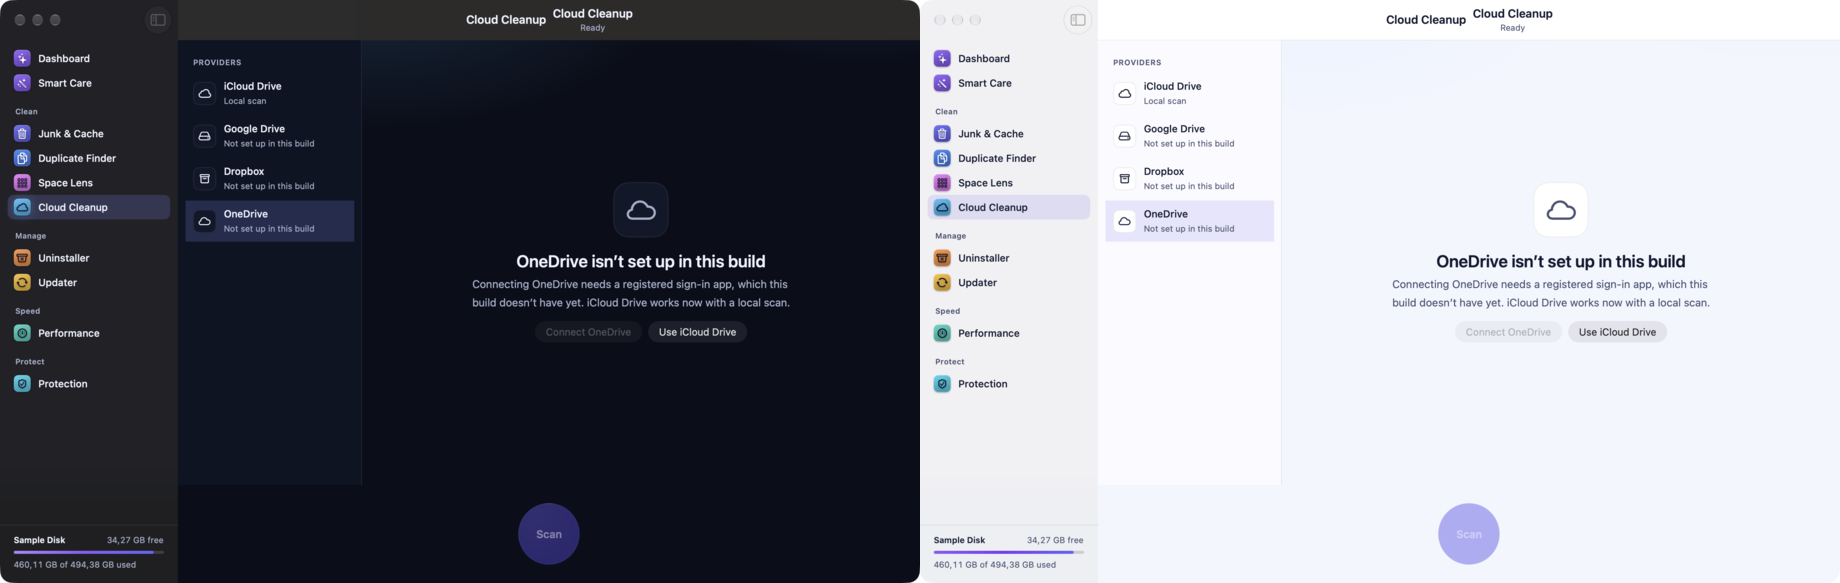 Cloud Cleanup
Cloud Cleanup
Ready
Dashboard
Smart Care
Clean
Junk & Cache
Duplicate Finder
Space Lens
Cloud Cleanup
Manage
Uninstaller
Updater
Speed
Performance
Protect
Protection
Sample Disk
34,27 GB free
460,11 GB of 494,38 GB used
PROVIDERS
iCloud Drive
Local scan
Google Drive
Not set up in this build
Dropbox
Not set up in this build
OneDrive
Not set up in this build
OneDrive isn’t set up in this build
Connecting OneDrive needs a registered sign-in app, which this
build doesn’t have yet. iCloud Drive works now with a local scan.
Connect OneDrive
Use iCloud Drive
Scan
Cloud Cleanup
Cloud Cleanup
Ready
Dashboard
Smart Care
Clean
Junk & Cache
Duplicate Finder
Space Lens
Cloud Cleanup
Manage
Uninstaller
Updater
Speed
Performance
Protect
Protection
Sample Disk
34,27 GB free
460,11 GB of 494,38 GB used
PROVIDERS
iCloud Drive
Local scan
Google Drive
Not set up in this build
Dropbox
Not set up in this build
OneDrive
Not set up in this build
OneDrive isn’t set up in this build
Connecting OneDrive needs a registered sign-in app, which this
build doesn’t have yet. iCloud Drive works now with a local scan.
Connect OneDrive
Use iCloud Drive
Scan